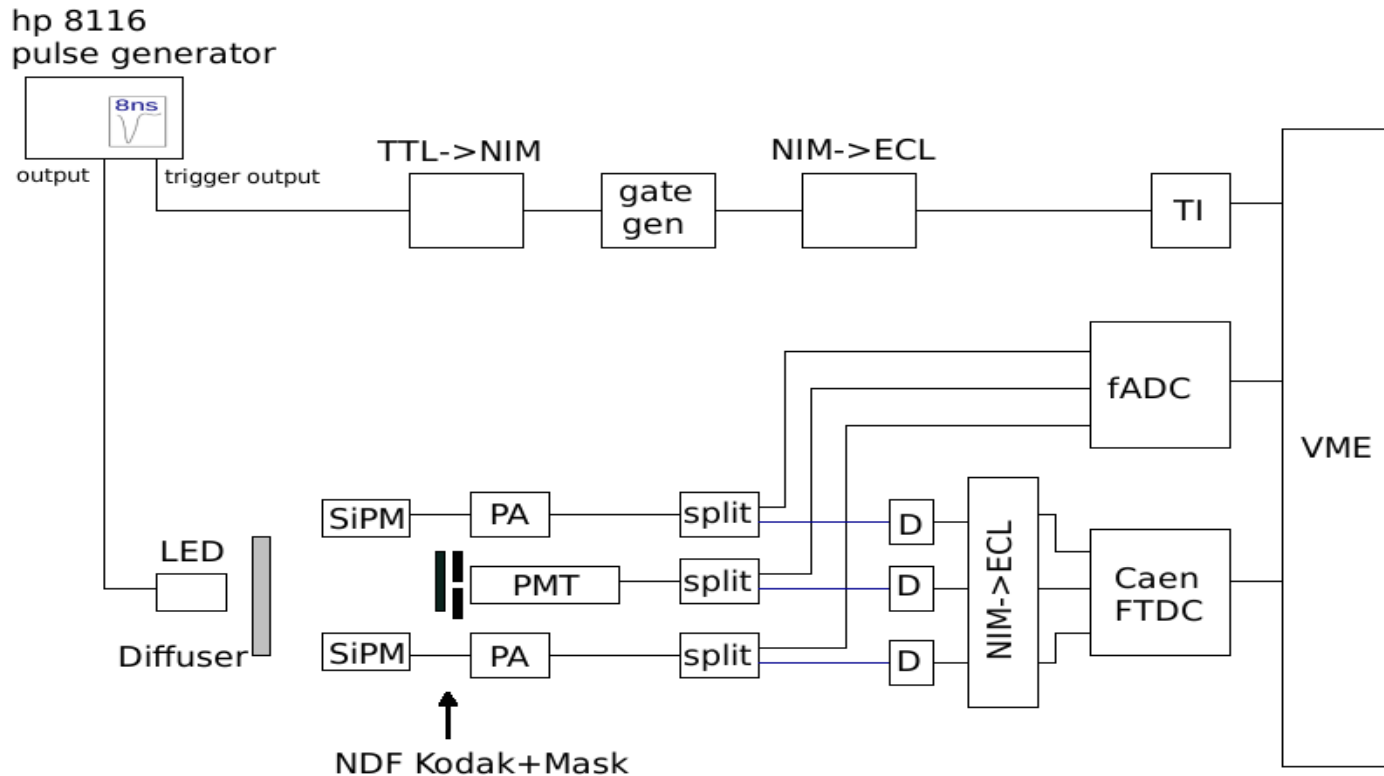 hp 8116
pulse generator
8ns
output
trigger output
TTL->NIM
NIM->ECL
gate
gen
TI
fADC
VME
SiPM
PA
split
D
NIM->ECL
LED
PMT
split
D
Caen
FTDC
Diffuser
SiPM
PA
split
D
NDF Kodak+Mask